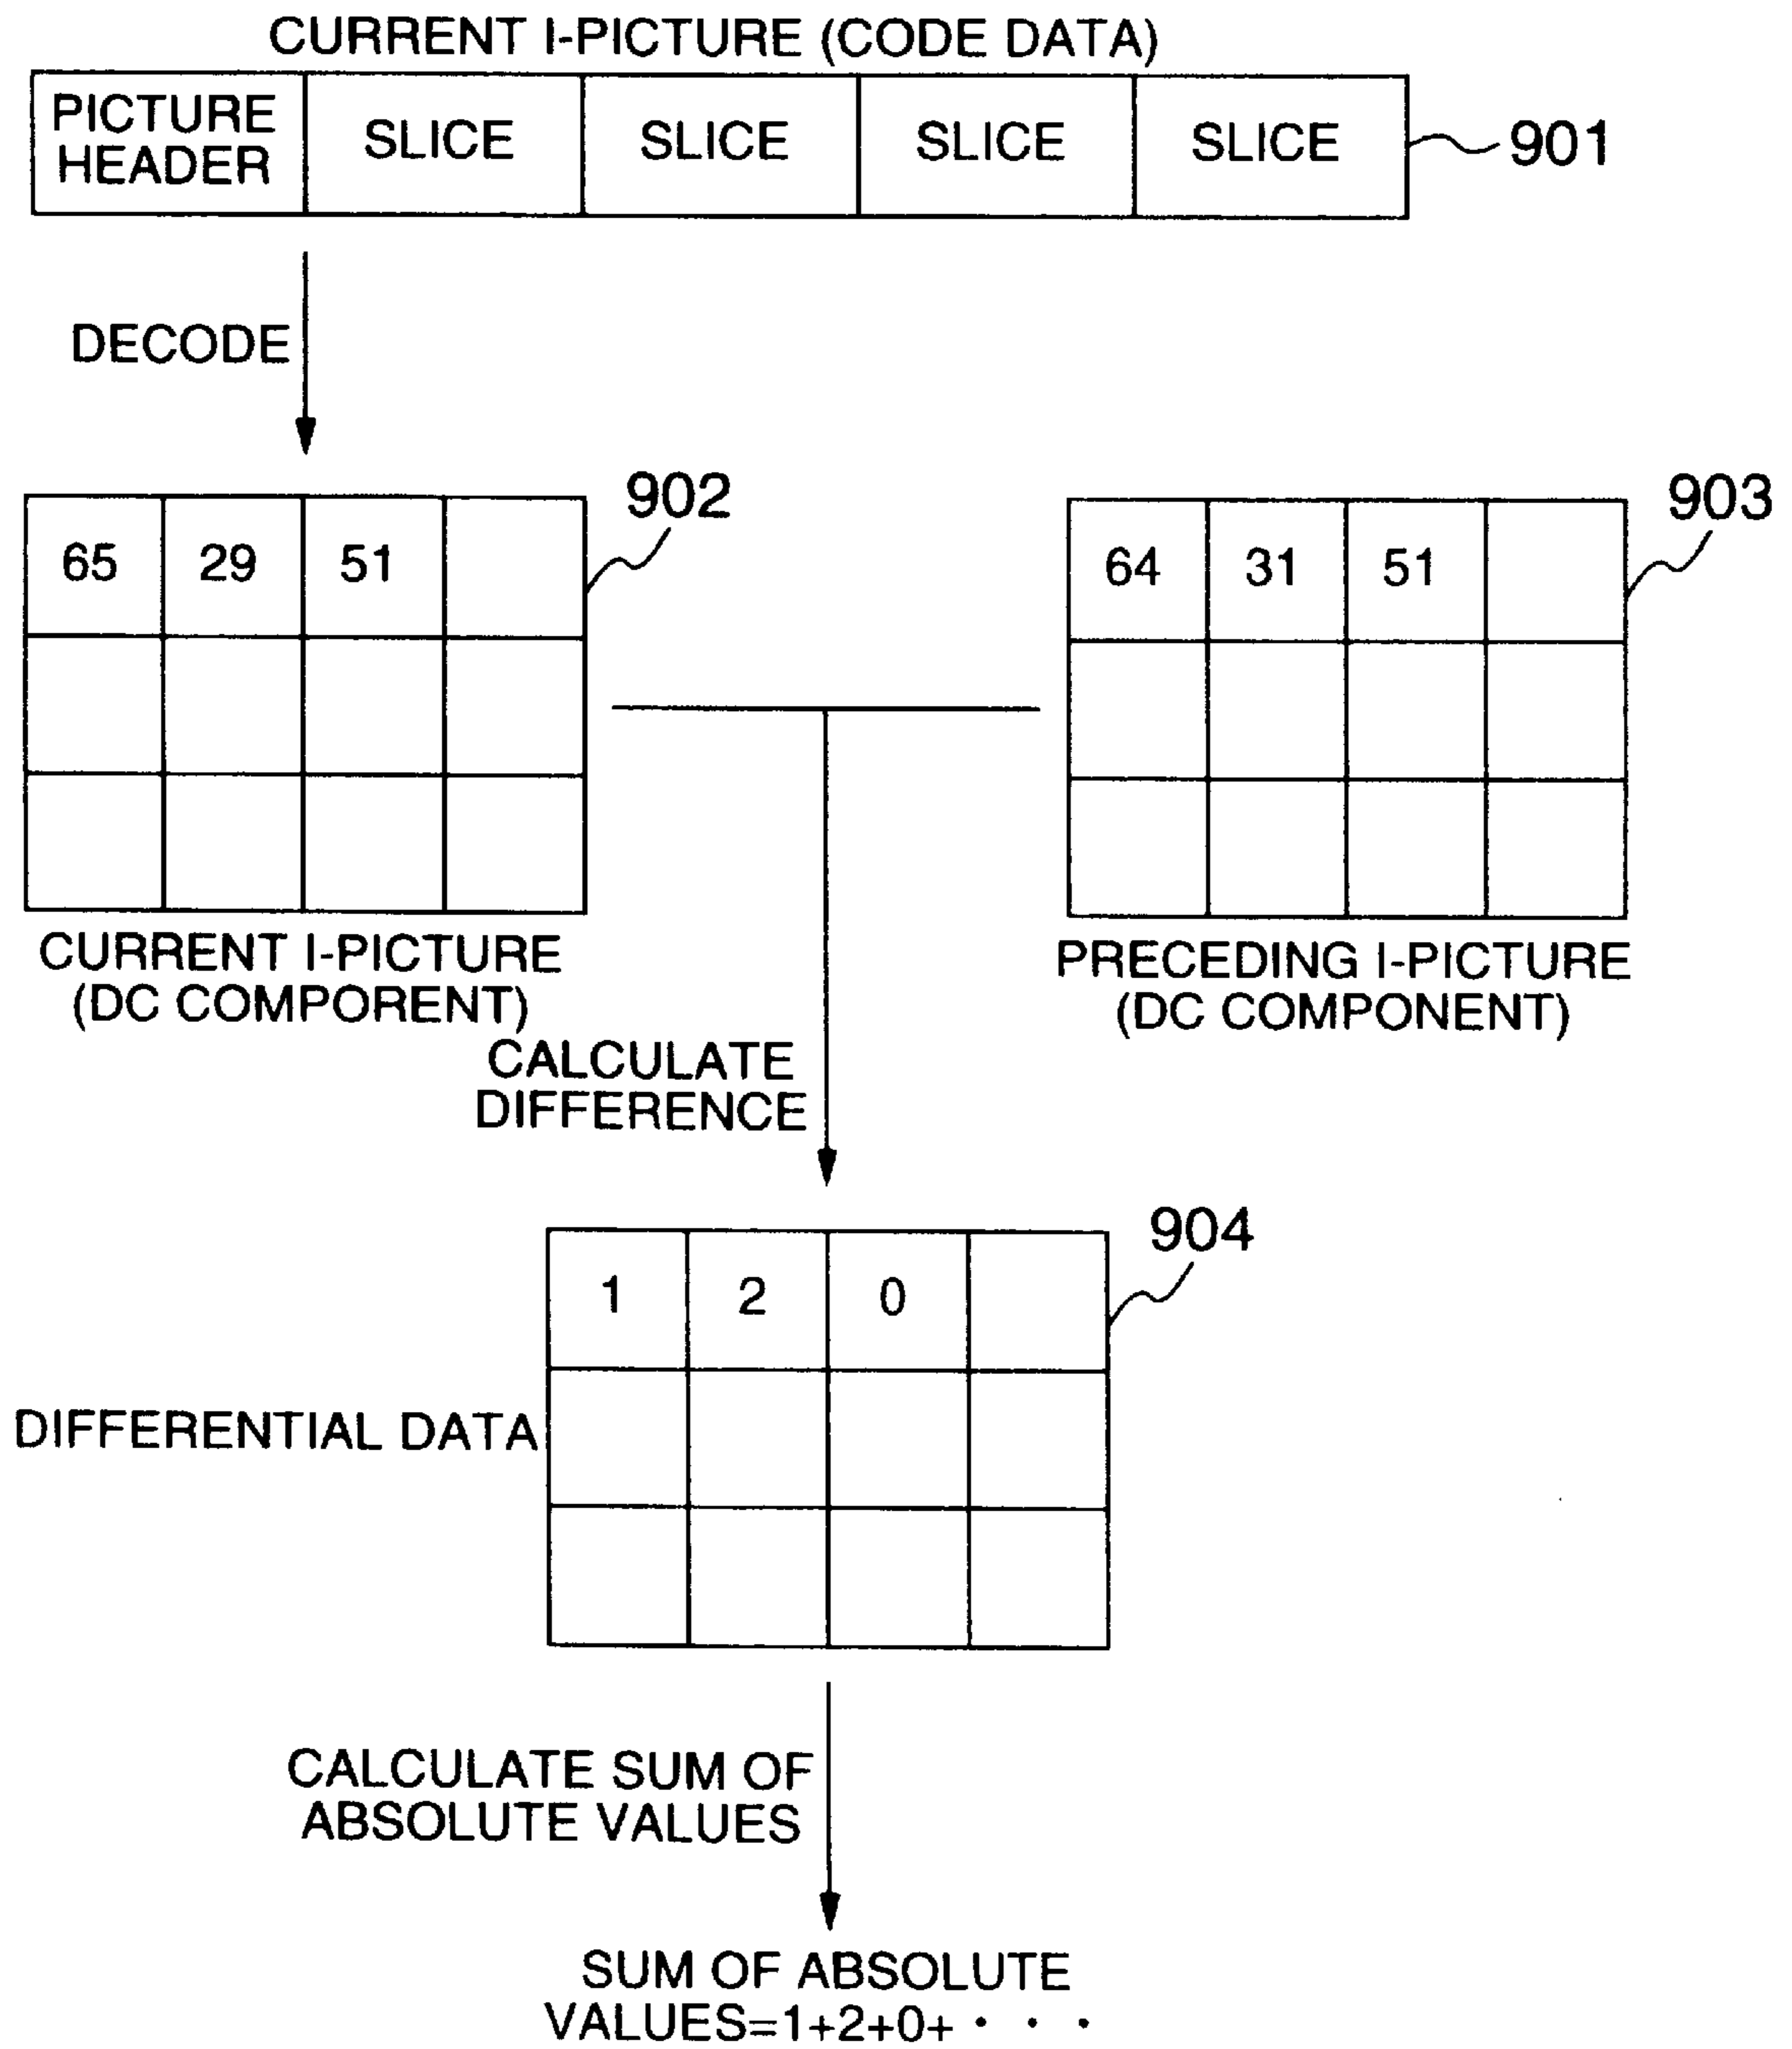 CURRENT I-PICTURE (CODE DATA)
PICTURE
HEADER
SLICE
SLICE
SLICE
SLICE
901
DECODE
902
65 29 51
903
64 31 51
CURRENT I-PICTURE
(DC COMPORENT)
PRECEDING I-PICTURE
(DC COMPONENT)
CALCULATE
DIFFERENCE
904
1 2 0
DIFFERENTIAL DATA
CALCULATE SUM OF
ABSOLUTE VALUES
SUM OF ABSOLUTE
VALUES=1+2+0+ · · ·